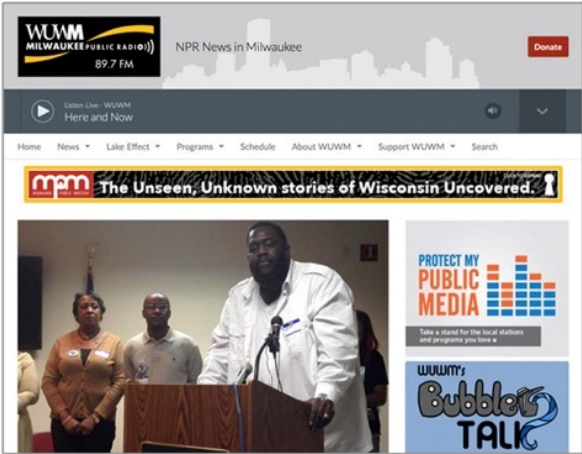 WUWM
MILWAUKEE PUBLIC RADIO
89.7 FM
NPR News in Milwaukee
Donate
Listen Live - WUWM
Here and Now
Home News Lake Effect Programs Schedule About WUWM Support WUWM Search
mpm The Unseen, Unknown stories of Wisconsin Uncovered.
PROTECT MY
PUBLIC
MEDIA
Take a stand for the local stations
and programs you love
WUWM's
Bubbler
TALK